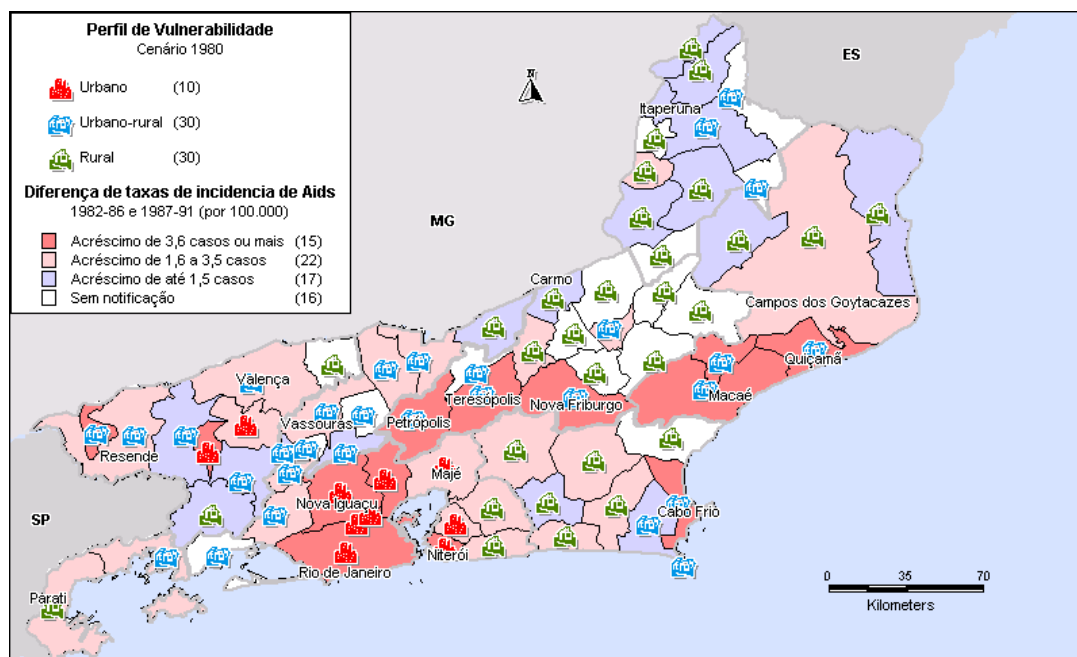 Perfil de Vulnerabilidade
Cenário 1980
Urbano (10)
Urbano-rural (30)
Rural (30)
Diferença de taxas de incidencia de Aids
1982-86 e 1987-91 (por 100.000)
Acréscimo de 3,6 casos ou mais (15)
Acréscimo de 1,6 a 3,5 casos (22)
Acréscimo de até 1,5 casos (17)
Sem notificação (16)
N
ES
MG
SP
Itaperuna
Carmo
Campos dos Goytacazes
Quiçamã
Macaé
Nova Friburgo
Teresópolis
Petrópolis
Valença
Vassouras
Resende
Majé
Nova Iguaçu
Cabo Frio
Niterói
Rio de Janeiro
Parati
0 35 70
Kilometers